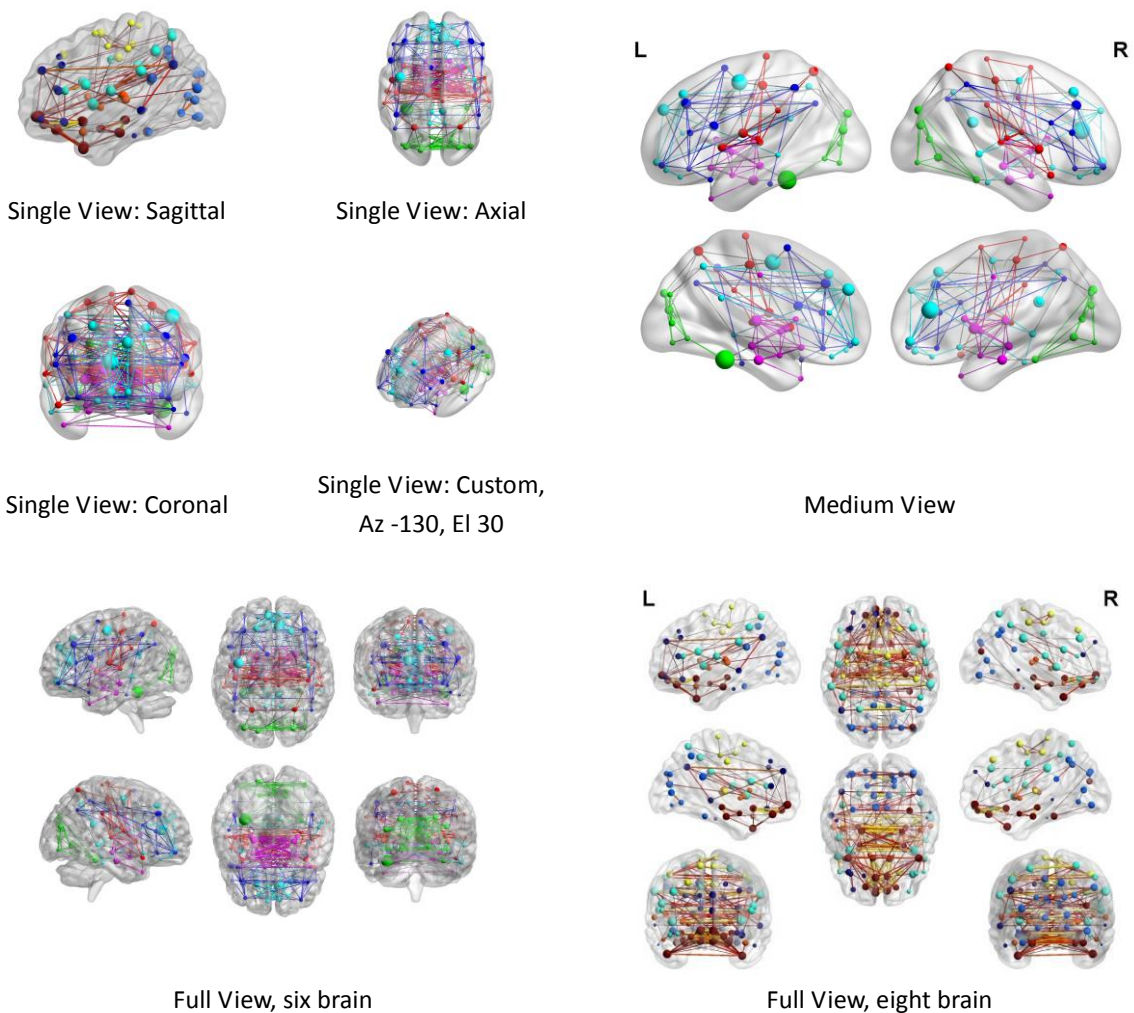 L
R
Single View: Sagittal
Single View: Axial
Single View: Coronal
Single View: Custom,
Az -130, El 30
Medium View
L
R
Full View, six brain
Full View, eight brain